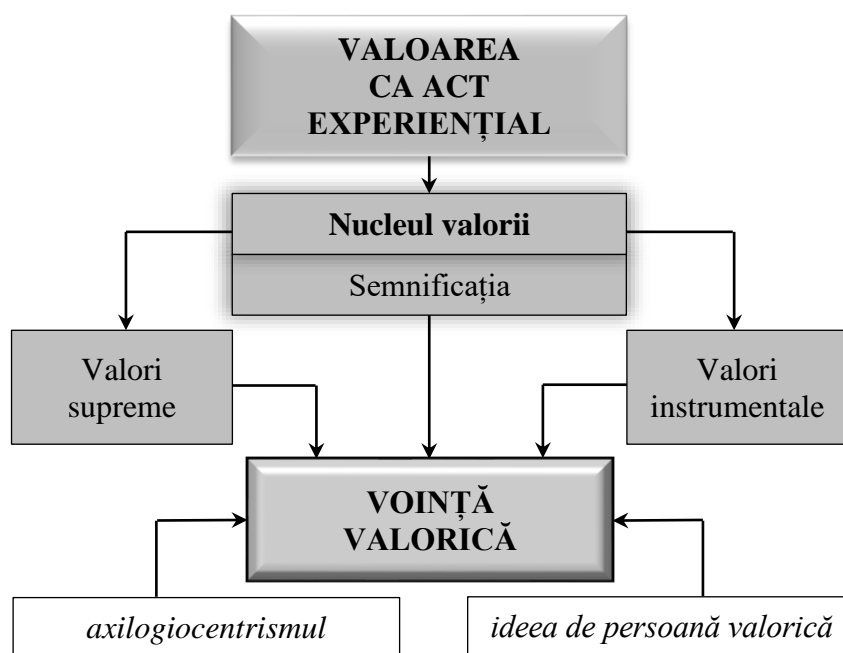 VALOAREA
CA ACT
EXPERIENȚIAL
Nucleul valorii
Semnificația
Valori
supreme
Valori
instrumentale
VOINȚĂ
VALORICĂ
axilogiocentrismul
ideea de persoană valorică